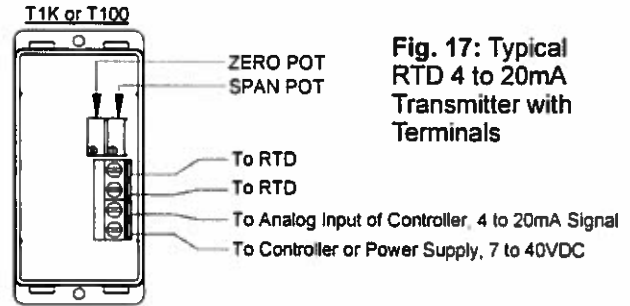 T1K or T100
ZERO POT
SPAN POT
Fig. 17: Typical
RTD 4 to 20mA
Transmitter with
Terminals
To RTD
To RTD
To Analog Input of Controller, 4 to 20mA Signal
To Controller or Power Supply, 7 to 40VDC